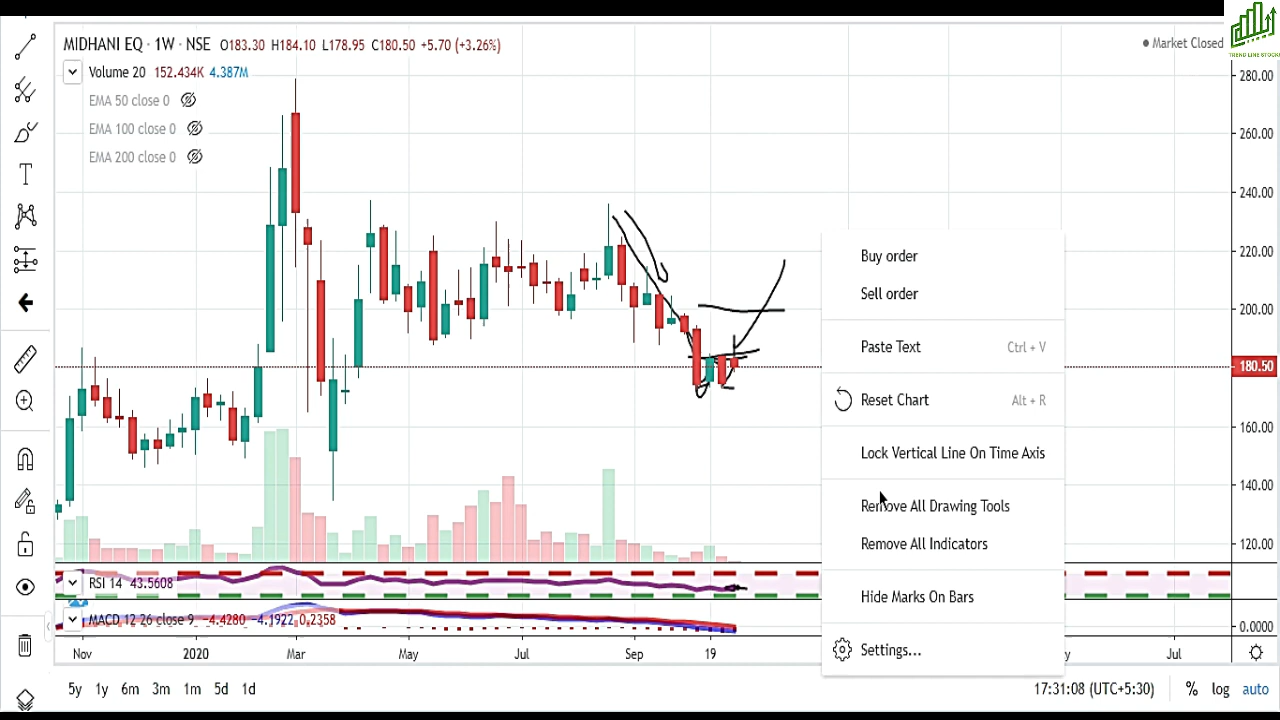 MIDHANI EQ · 1W · NSE O183.30 H184.10 L178.95 C180.50 +5.70 (+3.26%)
Market Closed
TREND LINE STOCK
Volume 20 152.434K 4.387M
EMA 50 close 0
EMA 100 close 0
EMA 200 close 0
280.00
260.00
240.00
220.00
200.00
180.50
160.00
140.00
120.00
Buy order
Sell order
Paste Text Ctrl + V
Reset Chart Alt + R
Lock Vertical Line On Time Axis
Remove All Drawing Tools
Remove All Indicators
Hide Marks On Bars
Settings...
RSI 14 43.5608
MACD 12 26 close 9 -4.4280 -4.1922 0.2358
0.0000
Nov 2020 Mar May Jul Sep 19 Jul
5y 1y 6m 3m 1m 5d 1d
17:31:08 (UTC+5:30) % log auto